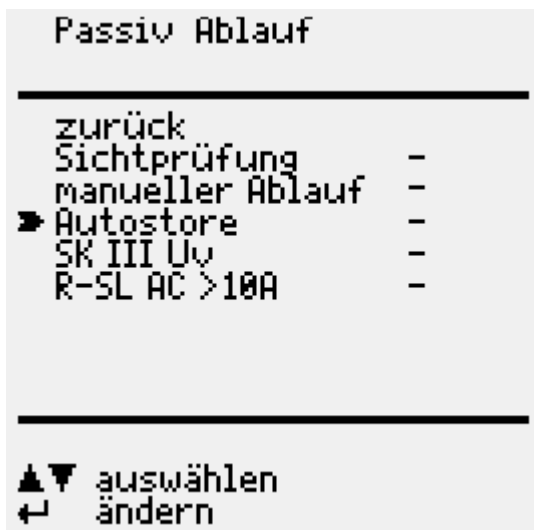 Passiv Ablauf
zurück
Sichtprüfung -
manueller Ablauf -
Autostore -
SK III Uv -
R-SL AC >10A -
▲▼ auswählen
↵ ändern